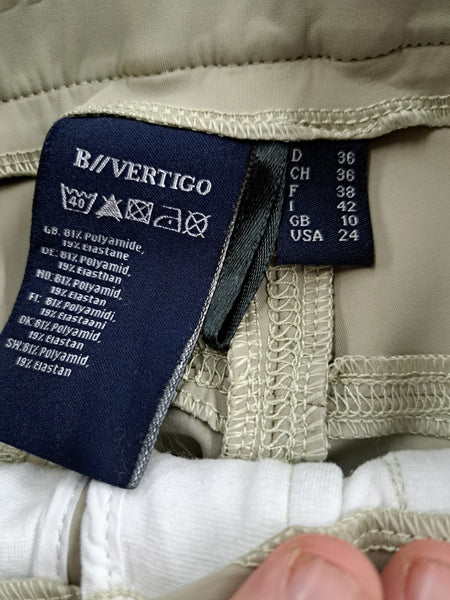 B//VERTIGO
40
GB: 81% Polyamide,
19% Elastane
DE: 81% Polyamid,
19% Elasthan
NO: 81% Polyamid,
19% Elastan
FI: 81% Polyamidi,
19% Elastaani
DK: 81% Polyamid,
19% Elastan
SW: 81% Polyamid,
19% Elastan
D 36
CH 36
F 38
I 42
GB 10
USA 24